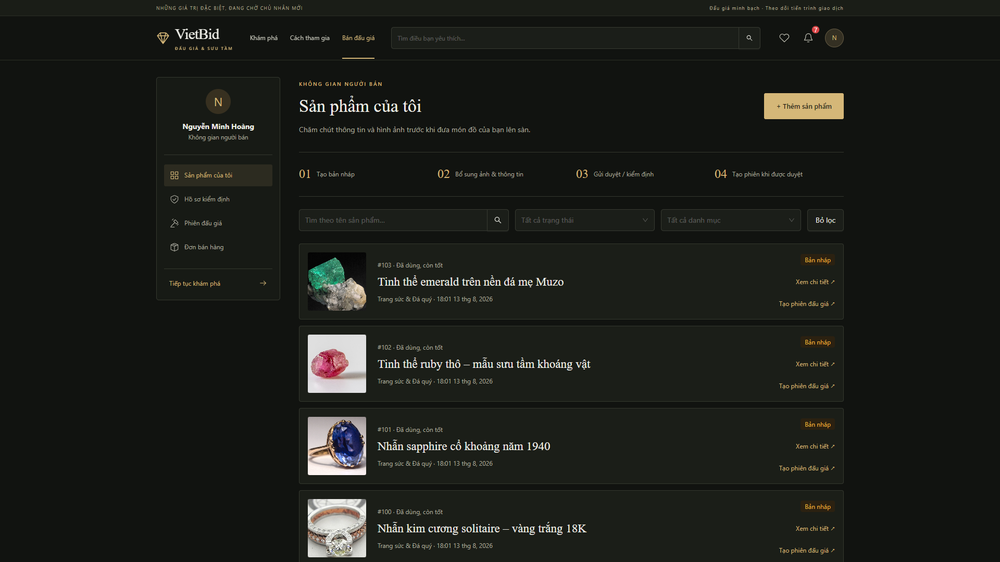 NHỮNG GIÁ TRỊ ĐẶC BIỆT, ĐANG CHỜ CHỦ NHÂN MỚI
Đấu giá minh bạch · Theo dõi tiến trình giao dịch
VietBid
ĐẤU GIÁ & SƯU TẦM
Khám phá
Cách tham gia
Bán đấu giá
Tìm điều bạn yêu thích...
7
N
N
Nguyễn Minh Hoàng
Không gian người bán
Sản phẩm của tôi
Hồ sơ kiểm định
Phiên đấu giá
Đơn bán hàng
Tiếp tục khám phá
KHÔNG GIAN NGƯỜI BÁN
Sản phẩm của tôi
Chăm chút thông tin và hình ảnh trước khi đưa món đồ của bạn lên sàn.
+ Thêm sản phẩm
01 Tạo bản nháp
02 Bổ sung ảnh & thông tin
03 Gửi duyệt / kiểm định
04 Tạo phiên khi được duyệt
Tìm theo tên sản phẩm...
Tất cả trạng thái
Tất cả danh mục
Bỏ lọc
#103 · Đã dùng, còn tốt
Tinh thể emerald trên nền đá mẹ Muzo
Trang sức & Đá quý · 18:01 13 thg 8, 2026
Bản nháp
Xem chi tiết ↗
Tạo phiên đấu giá ↗
#102 · Đã dùng, còn tốt
Tinh thể ruby thô – mẫu sưu tầm khoáng vật
Trang sức & Đá quý · 18:01 13 thg 8, 2026
Bản nháp
Xem chi tiết ↗
Tạo phiên đấu giá ↗
#101 · Đã dùng, còn tốt
Nhẫn sapphire cổ khoảng năm 1940
Trang sức & Đá quý · 18:01 13 thg 8, 2026
Bản nháp
Xem chi tiết ↗
Tạo phiên đấu giá ↗
#100 · Đã dùng, còn tốt
Nhẫn kim cương solitaire – vàng trắng 18K
Trang sức & Đá quý · 18:01 13 thg 8, 2026
Bản nháp
Xem chi tiết ↗
Tạo phiên đấu giá ↗